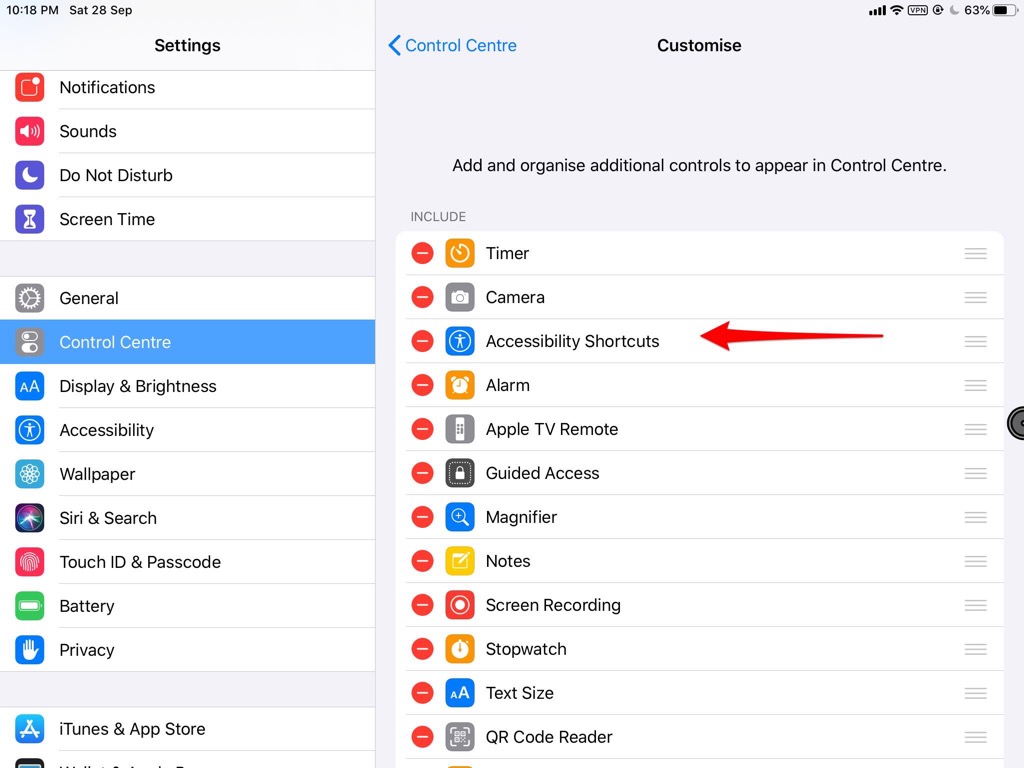 10:18 PM Sat 28 Sep
VPN 63%
Settings
Notifications
Sounds
Do Not Disturb
Screen Time
General
Control Centre
AA Display & Brightness
Accessibility
Wallpaper
Siri & Search
Touch ID & Passcode
Battery
Privacy
iTunes & App Store
Control Centre
Customise
Add and organise additional controls to appear in Control Centre.
INCLUDE
Timer
Camera
Accessibility Shortcuts
Alarm
Apple TV Remote
Guided Access
Magnifier
Notes
Screen Recording
Stopwatch
AA Text Size
QR Code Reader